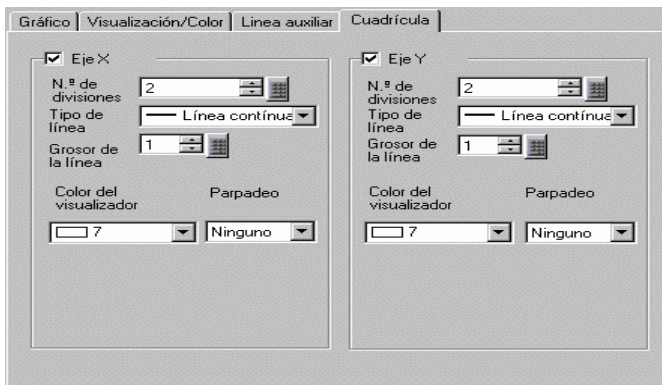 Gráfico Visualización/Color Linea auxiliar Cuadrícula
Eje X
N.º de divisiones 2
Tipo de línea Línea contínua
Grosor de la línea 1
Color del visualizador Parpadeo
7 Ninguno
Eje Y
N.º de divisiones 2
Tipo de línea Línea contínua
Grosor de la línea 1
Color del visualizador Parpadeo
7 Ninguno